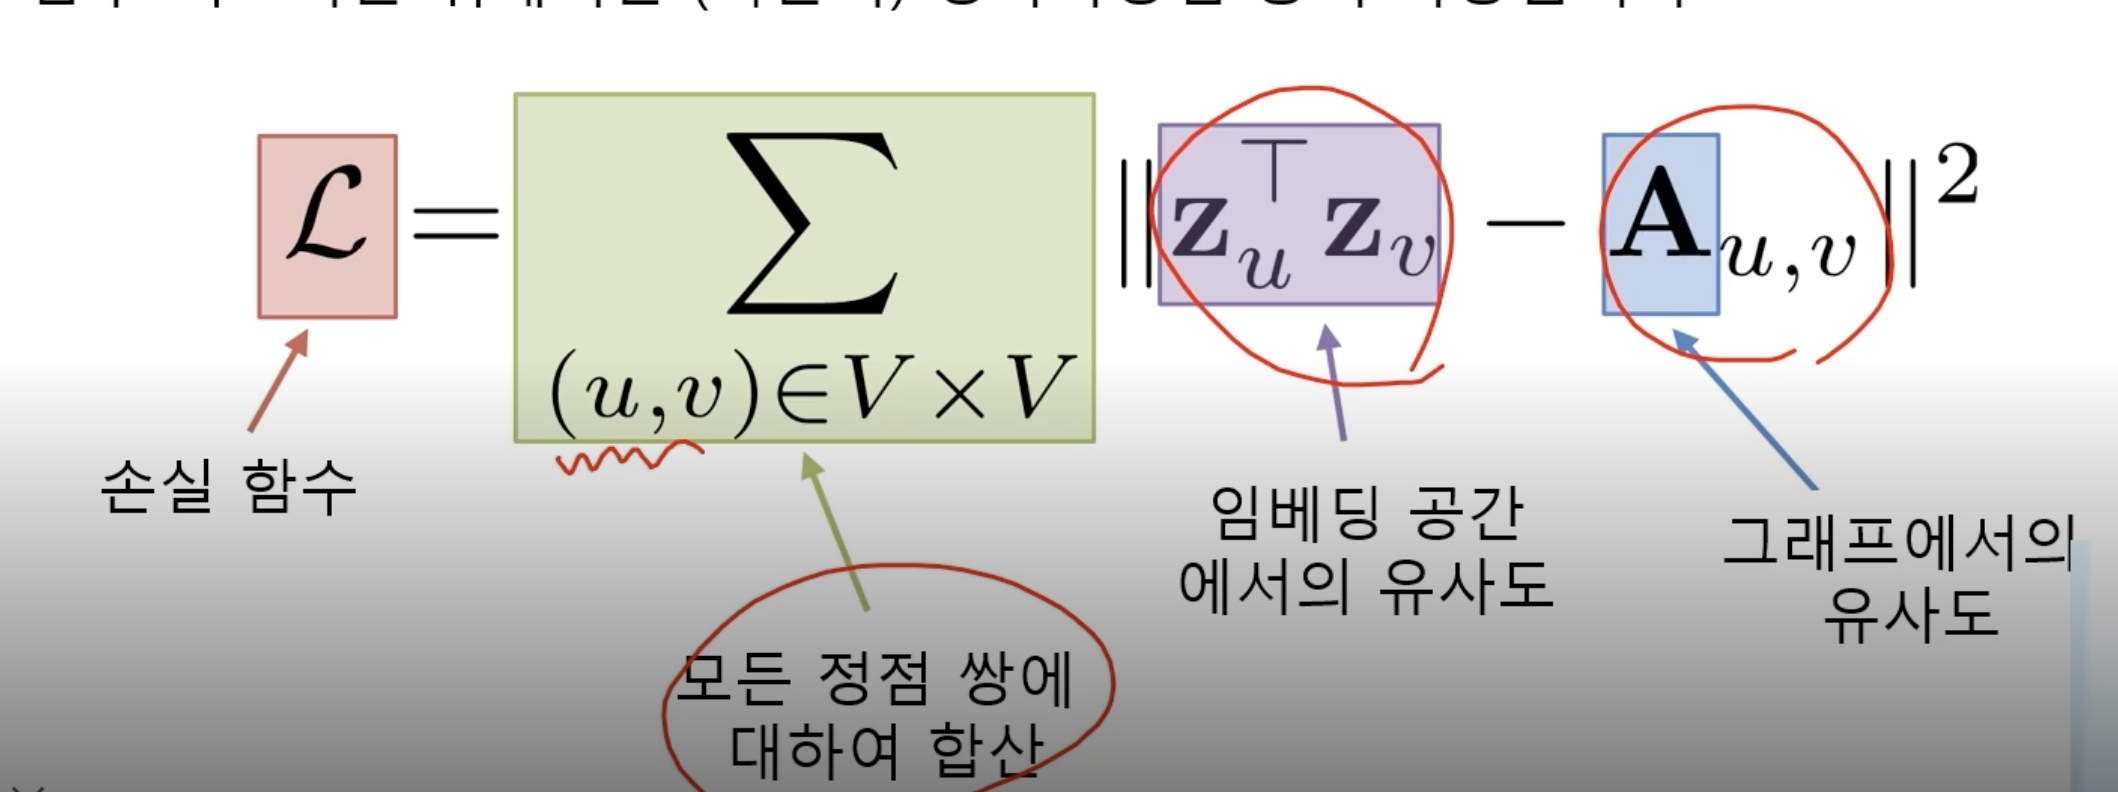 $\mathcal{L} = \sum_{(u,v) \in V \times V} \| \mathbf{z}_u^\top \mathbf{z}_v - \mathbf{A}_{u,v} \|^2$
손실 함수
임베딩 공간
에서의 유사도
그래프에서의
유사도
모든 정점 쌍에
대하여 합산